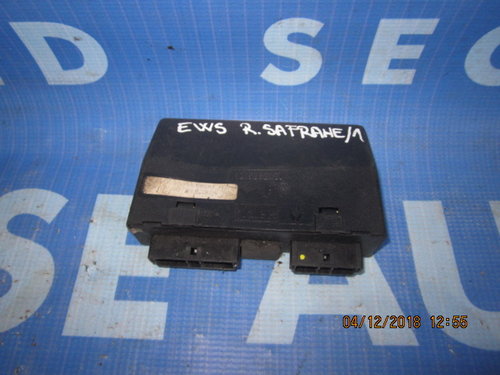 D SEC
EWS R. SAFRANE/1
SE AU
04/12/2018 12:55